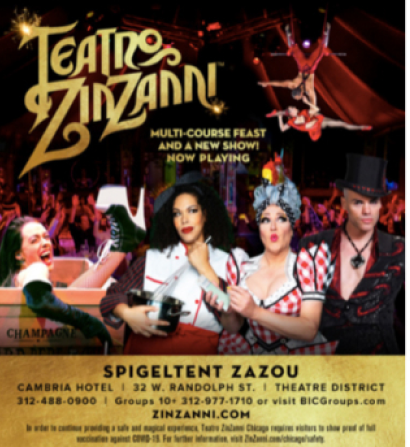 TEATRO
ZINZANNI™
MULTI-COURSE FEAST
AND A NEW SHOW!
NOW PLAYING
CHAMPAGNE
SPIGELTENT ZAZOU
CAMBRIA HOTEL | 32 W. RANDOLPH ST. | THEATRE DISTRICT
312-488-0900 | Groups 10+ 312-977-1710 or visit BICGroups.com
ZINZANNI.COM
In order to continue providing a safe and magical experience, Teatro ZinZanni Chicago requires visitors to show proof of full
vaccination against COVID-19. For further information, visit ZinZanni.com/chicago/safety.